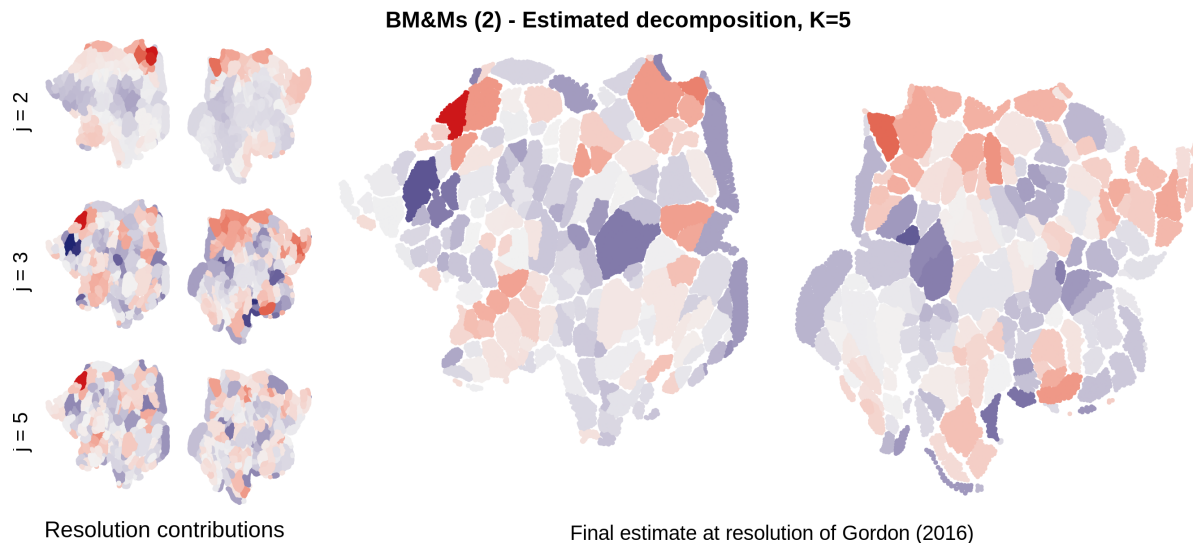 BM&Ms (2) - Estimated decomposition, K=5
j = 2
j = 3
j = 5
Resolution contributions
Final estimate at resolution of Gordon (2016)